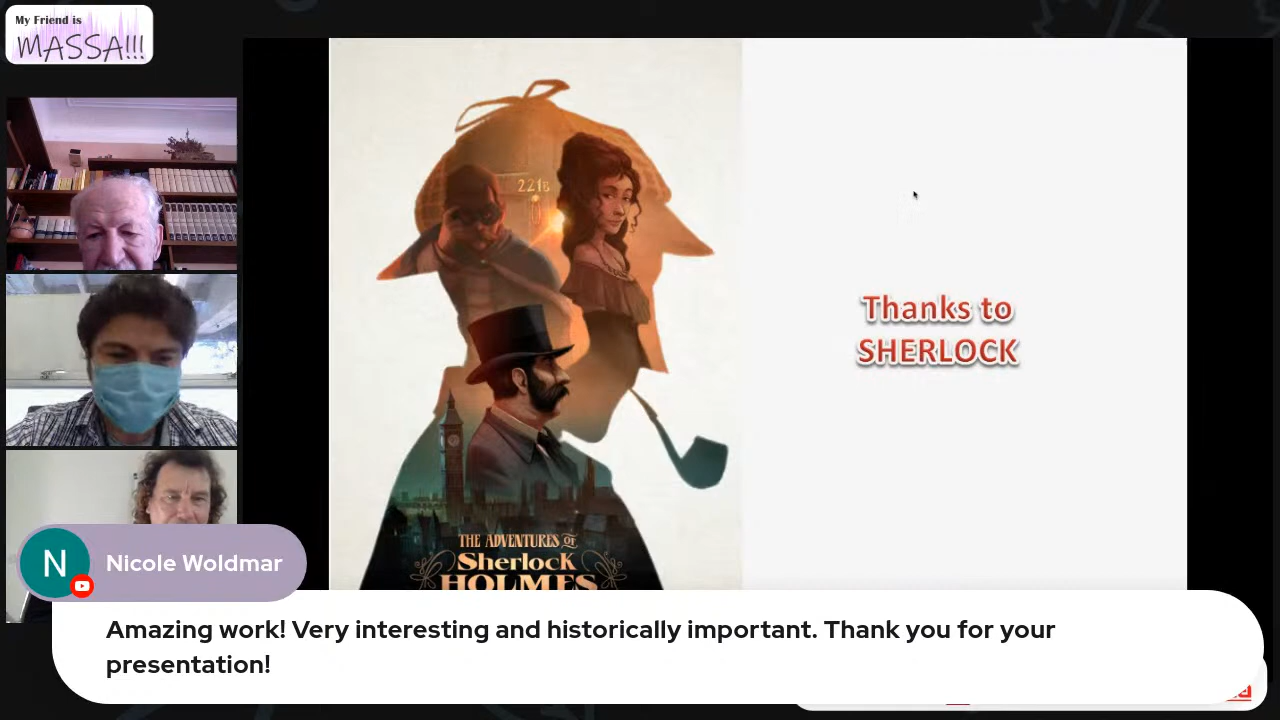 My Friend is
MASSA!!!
221B
Thanks to
SHERLOCK
THE ADVENTURES OF
Sherlock
HOLMES
N
Nicole Woldmar
Amazing work! Very interesting and historically important. Thank you for your
presentation!